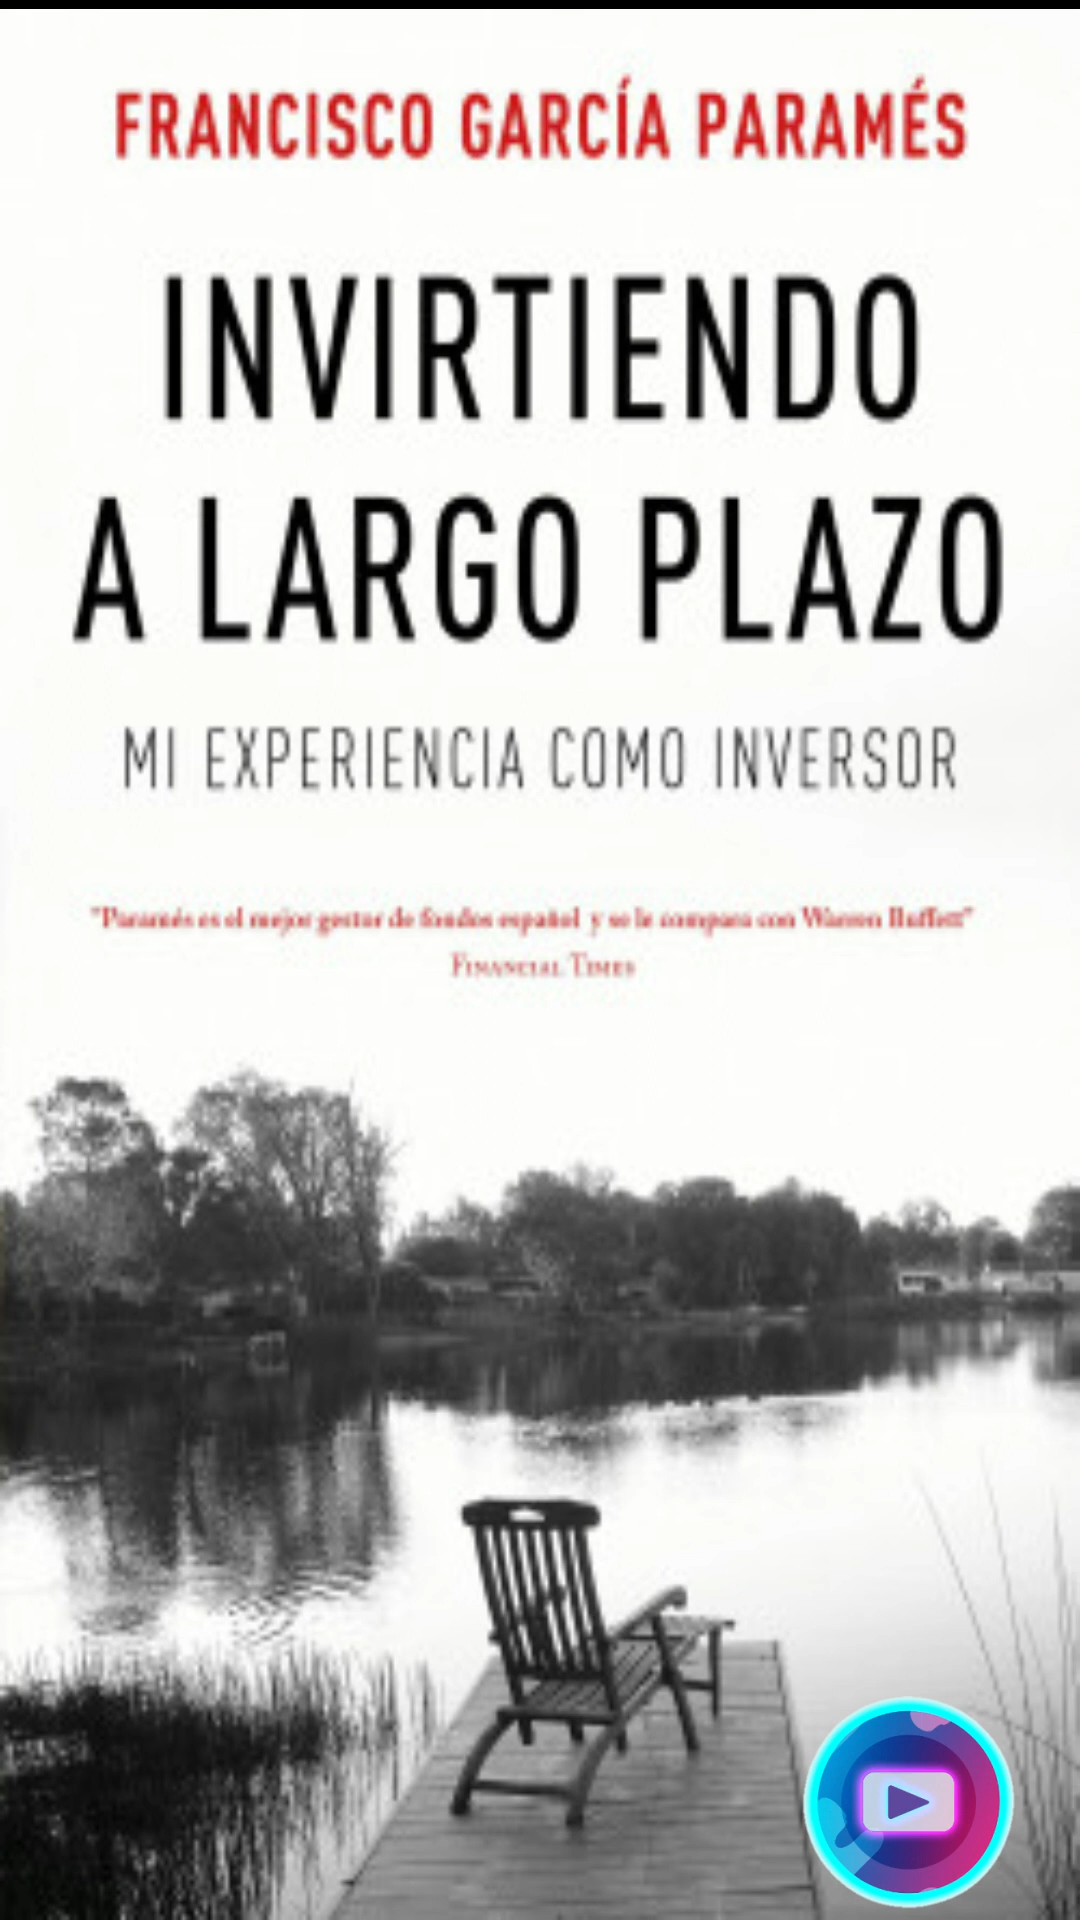 FRANCISCO GARCÍA PARAMÉS
INVIRTIENDO
A LARGO PLAZO
MI EXPERIENCIA COMO INVERSOR
"Paramés es el mejor gestor de fondos español y se le compara con Warren Buffett"
FINANCIAL TIMES